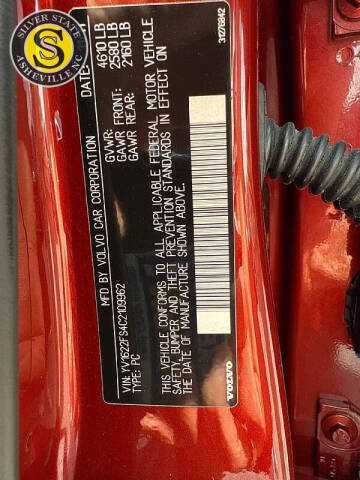 SILVER STATE
S
ASHEVILLE, NC
MFD BY VOLVO CAR CORPORATION
DATE
GVWR: 4610 LB
GAWR FRONT: 2580 LB
GAWR REAR: 2160 LB
VIN: YV1622FS4C2109962
TYPE: PC
THIS VEHICLE CONFORMS TO ALL APPLICABLE FEDERAL MOTOR VEHICLE
SAFETY, BUMPER AND THEFT PREVENTION STANDARDS IN EFFECT ON
THE DATE OF MANUFACTURE SHOWN ABOVE.
VOLVO
31276942